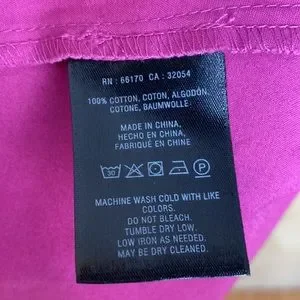 RN : 66170 CA : 32054
100% COTTON, COTON, ALGODON,
COTONE, BAUMWOLLE.
MADE IN CHINA,
HECHO EN CHINA,
FABRIQUÉ EN CHINE
30
MACHINE WASH COLD WITH LIKE
COLORS.
DO NOT BLEACH.
TUMBLE DRY LOW.
LOW IRON AS NEEDED.
MAY BE DRY CLEANED.